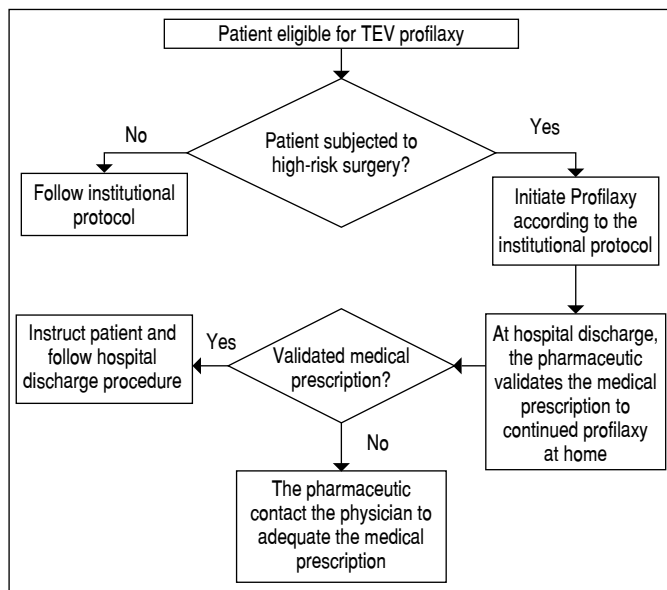 Patient eligible for TEV profilaxy
No
Yes
Patient subjected to
high-risk surgery?
Follow institutional
protocol
Initiate Profilaxy
according to the
institutional protocol
Instruct patient and
follow hospital
discharge procedure
Yes
Validated medical
prescription?
At hospital discharge,
the pharmaceutic
validates the medical
prescription to
continued profilaxy
at home
No
The pharmaceutic
contact the physician to
adequate the medical
prescription